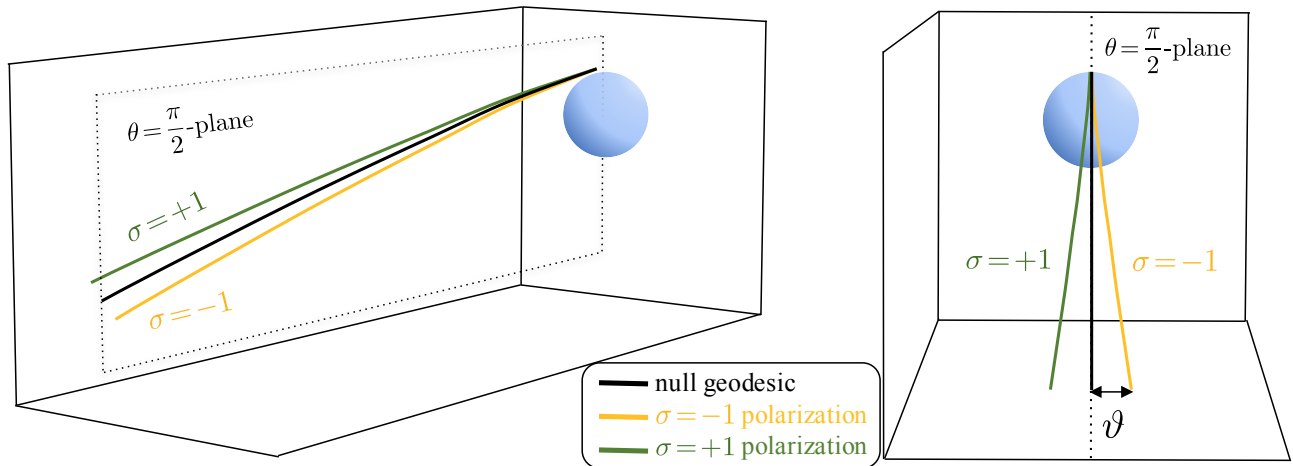 θ = π/2-plane
σ = +1
σ = −1
θ = π/2-plane
σ = +1
σ = −1
ϑ
null geodesic
σ = −1 polarization
σ = +1 polarization